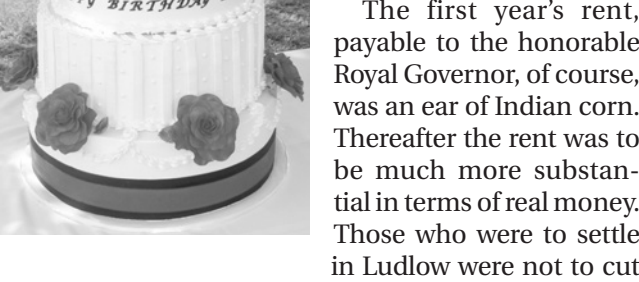 BIRTHDAY
The first year's rent,
payable to the honorable
Royal Governor, of course,
was an ear of Indian corn.
Thereafter the rent was to
be much more substan-
tial in terms of real money.
Those who were to settle
in Ludlow were not to cut